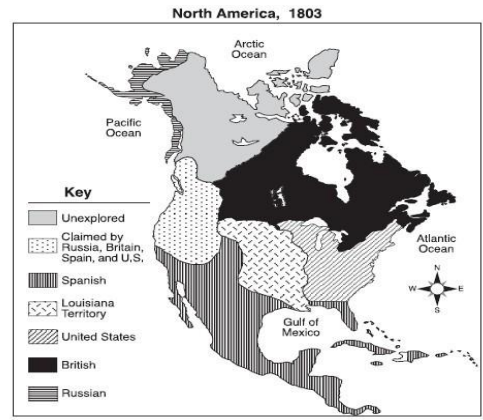 North America, 1803
Arctic
Ocean
Pacific
Ocean
Key
Unexplored
Claimed by
Russia, Britain,
Spain, and U.S.
Spanish
Louisiana
Territory
United States
British
Russian
Atlantic
Ocean
N
W
E
S
Gulf of
Mexico